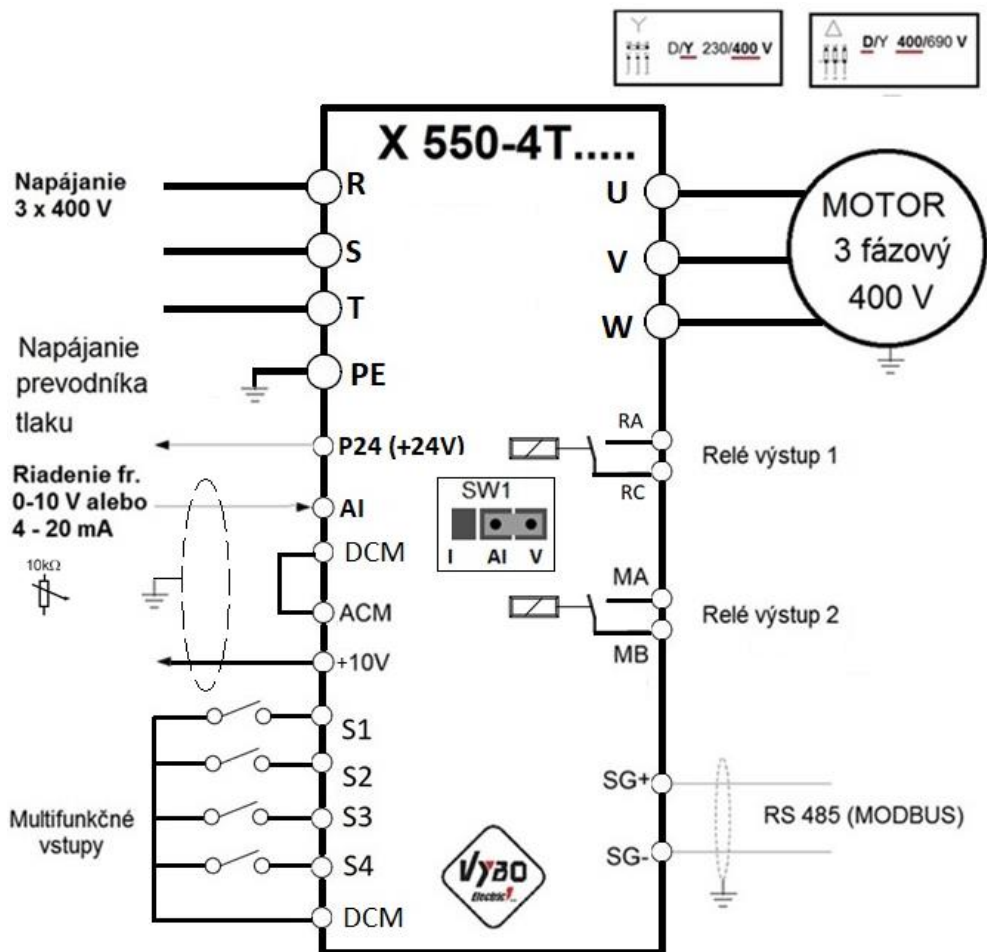 D/Y 230/400 V
D/Y 400/690 V
X 550-4T.....
Napájanie
3 x 400 V
R
S
T
PE
U
V
W
MOTOR
3 fázový
400 V
Napájanie
prevodníka
tlaku
P24 (+24V)
Riadenie fr.
0-10 V alebo
4 - 20 mA
AI
10kΩ
DCM
ACM
+10V
SW1
I AI V
RA
RC
Relé výstup 1
MA
MB
Relé výstup 2
S1
S2
S3
S4
DCM
Multifunkčné
vstupy
SG+
SG-
RS 485 (MODBUS)
VYBO
Electric